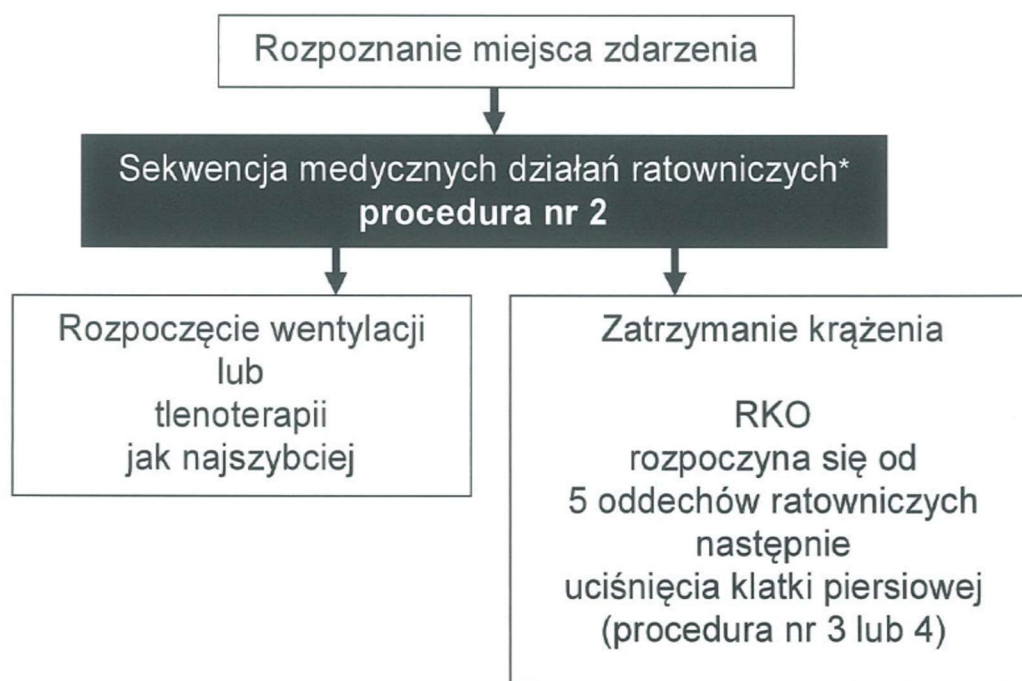 Rozpoznanie miejsca zdarzenia
Sekwencja medycznych działań ratowniczych*
procedura nr 2
Rozpoczęcie wentylacji
lub
tlenoterapii
jak najszybciej
Zatrzymanie krążenia
RKO
rozpoczyna się od
5 oddechów ratowniczych
następnie
uciśnięcia klatki piersiowej
(procedura nr 3 lub 4)